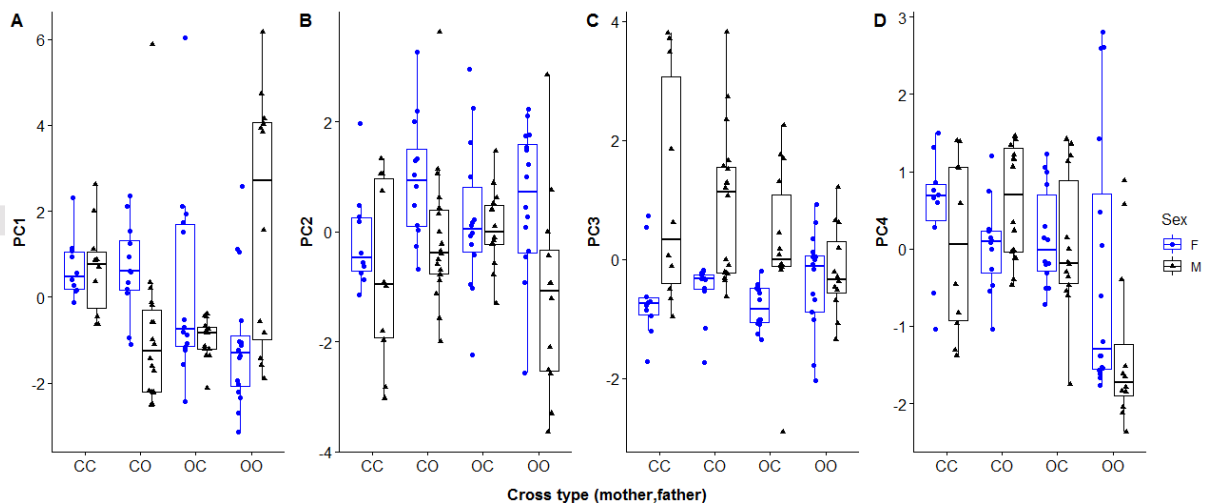 A
B
C
D
PC1
6
4
2
0
-2
CC
CO
OC
OO
PC2
2
0
-2
-4
CC
CO
OC
OO
PC3
4
2
0
-2
CC
CO
OC
OO
PC4
3
2
1
0
-1
-2
CC
CO
OC
OO
Sex
F
M
Cross type (mother,father)